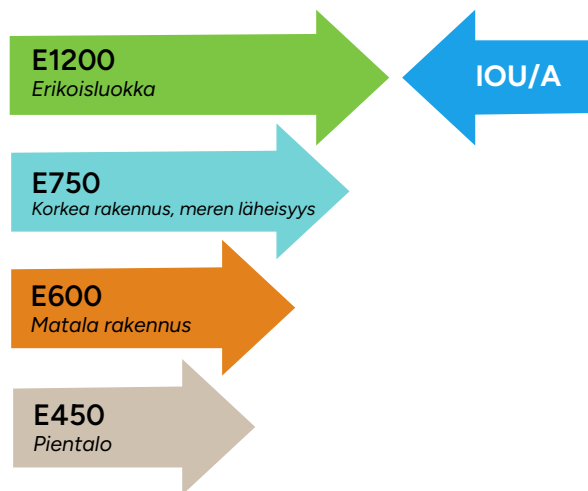 E1200
Erikoisluokka
IOU/A
E750
Korkea rakennus, meren läheisyys
E600
Matala rakennus
E450
Pientalo